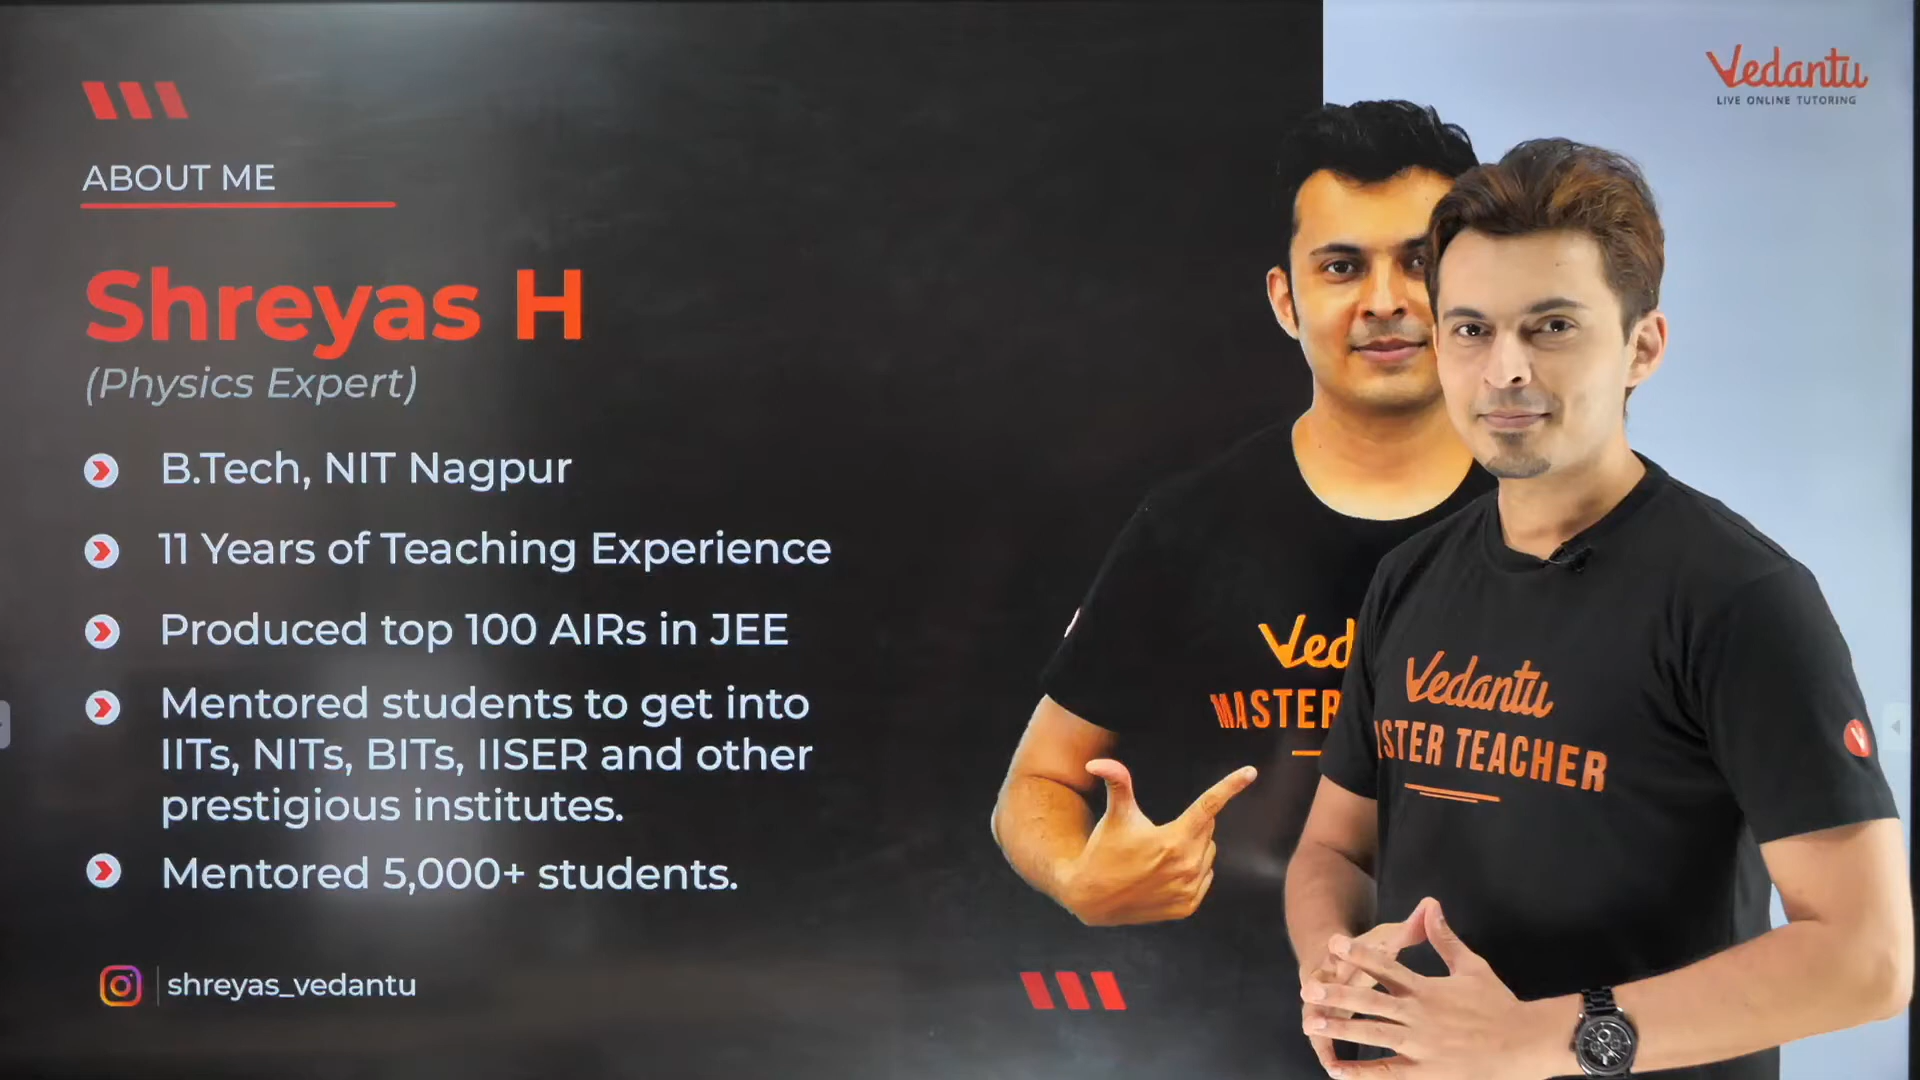 Vedantu
LIVE ONLINE TUTORING
ABOUT ME
Shreyas H
(Physics Expert)
B.Tech, NIT Nagpur
11 Years of Teaching Experience
Produced top 100 AIRs in JEE
Mentored students to get into
IITs, NITs, BITs, IISER and other
prestigious institutes.
Mentored 5,000+ students.
shreyas_vedantu
Ved
MASTER
Vedantu
STER TEACHER
V